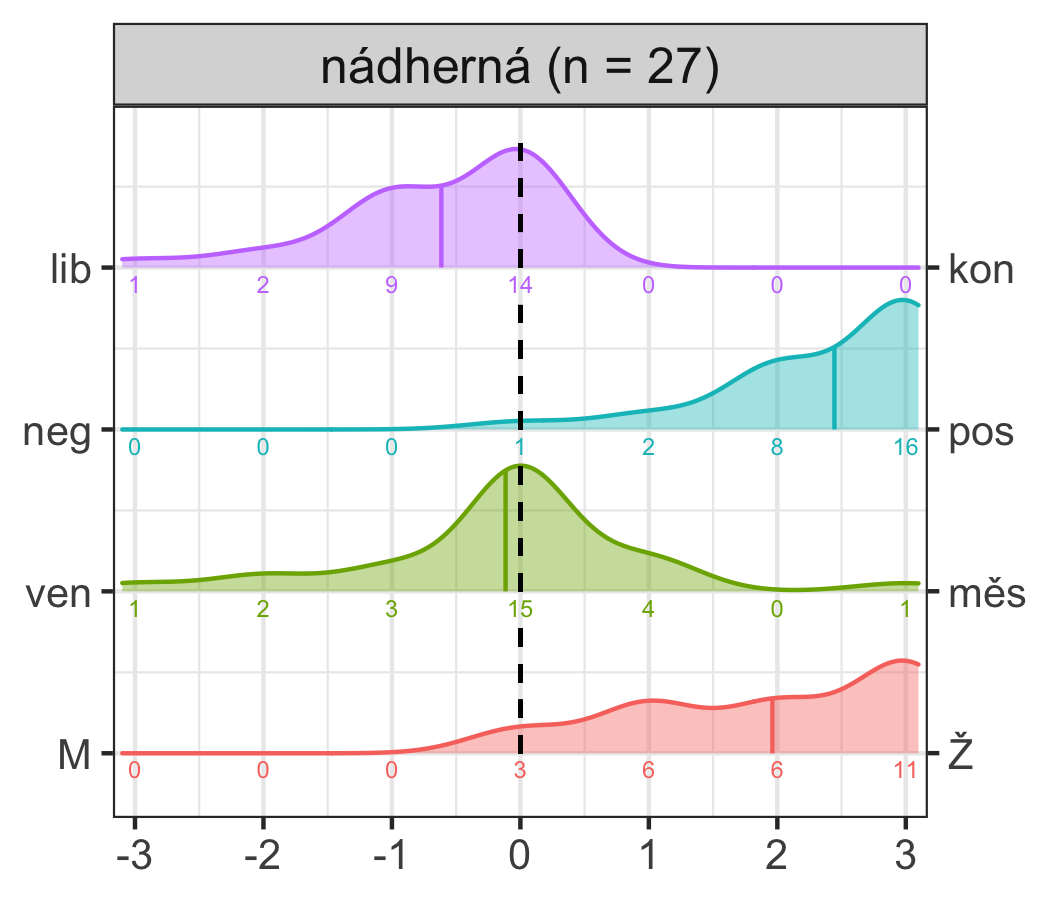 nádherná (n = 27)
lib kon
1 2 9 14 0 0 0
neg pos
0 0 0 1 2 8 16
ven měs
1 2 3 15 4 0 1
M Ž
0 0 0 3 6 6 11
-3 -2 -1 0 1 2 3